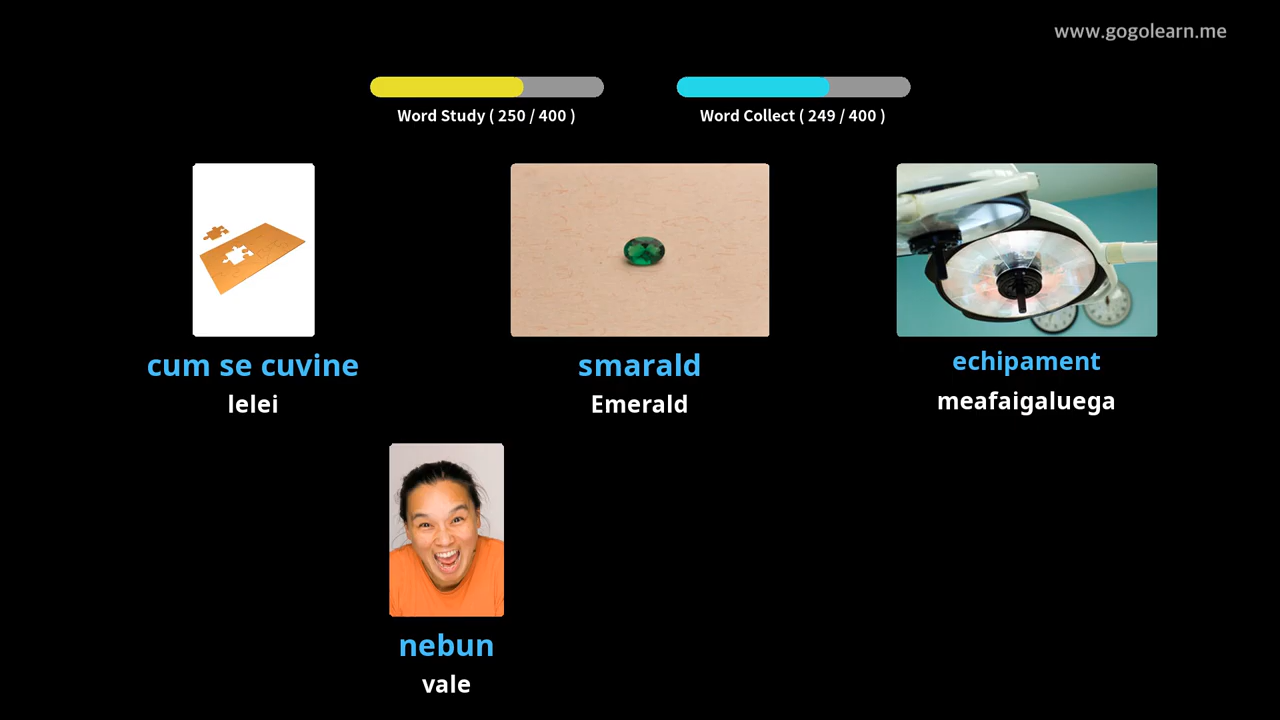 www.gogolearn.me
Word Study ( 250 / 400 )
Word Collect ( 249 / 400 )
cum se cuvine
lelei
smarald
Emerald
echipament
meafaigaluega
nebun
vale